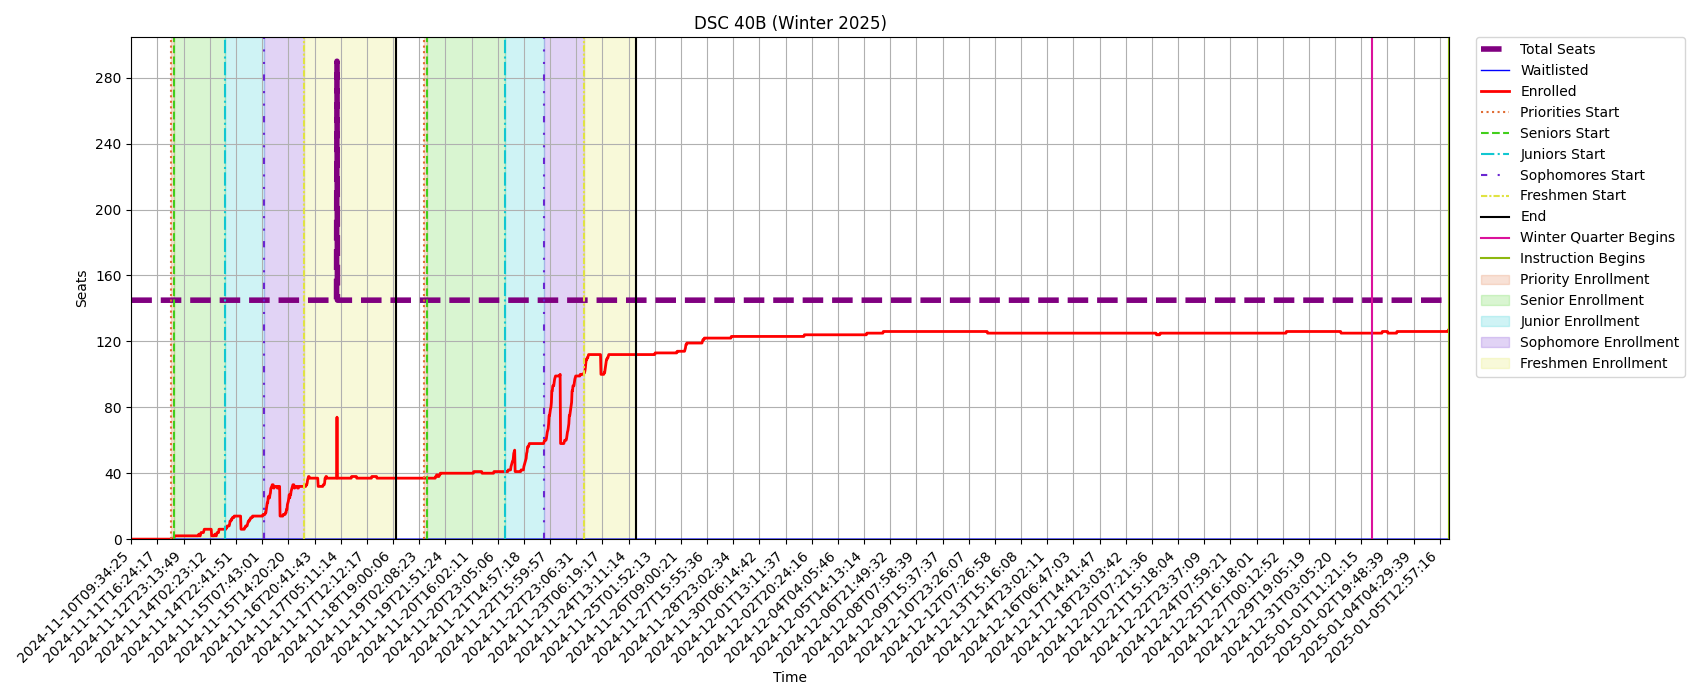 DSC 40B (Winter 2025)
Seats
280
240
200
160
120
80
40
0
2024-11-10T09:34:25
2024-11-11T16:24:17
2024-11-12T23:13:49
2024-11-14T02:23:12
2024-11-14T22:41:51
2024-11-15T07:43:01
2024-11-15T14:20:20
2024-11-16T20:41:43
2024-11-17T05:11:14
2024-11-17T12:12:17
2024-11-18T19:00:06
2024-11-19T02:08:23
2024-11-19T21:51:24
2024-11-20T16:02:11
2024-11-20T23:05:06
2024-11-21T14:57:18
2024-11-22T15:59:57
2024-11-22T23:06:31
2024-11-23T06:19:17
2024-11-24T13:11:14
2024-11-25T01:52:13
2024-11-26T09:00:21
2024-11-27T15:55:36
2024-11-28T23:02:34
2024-11-30T06:14:42
2024-12-01T13:11:37
2024-12-02T20:24:16
2024-12-04T04:05:46
2024-12-05T14:13:14
2024-12-06T21:49:32
2024-12-08T07:58:39
2024-12-09T15:37:37
2024-12-10T23:26:07
2024-12-12T07:26:58
2024-12-13T15:16:08
2024-12-14T23:02:11
2024-12-16T06:47:03
2024-12-17T14:41:47
2024-12-18T23:03:42
2024-12-20T07:21:36
2024-12-21T15:18:04
2024-12-22T23:37:09
2024-12-24T07:59:21
2024-12-25T16:18:01
2024-12-27T00:12:52
2024-12-29T19:05:19
2024-12-31T03:05:20
2025-01-01T11:21:15
2025-01-02T19:48:39
2025-01-04T04:29:39
2025-01-05T12:57:16
Time
Total Seats
Waitlisted
Enrolled
Priorities Start
Seniors Start
Juniors Start
Sophomores Start
Freshmen Start
End
Winter Quarter Begins
Instruction Begins
Priority Enrollment
Senior Enrollment
Junior Enrollment
Sophomore Enrollment
Freshmen Enrollment